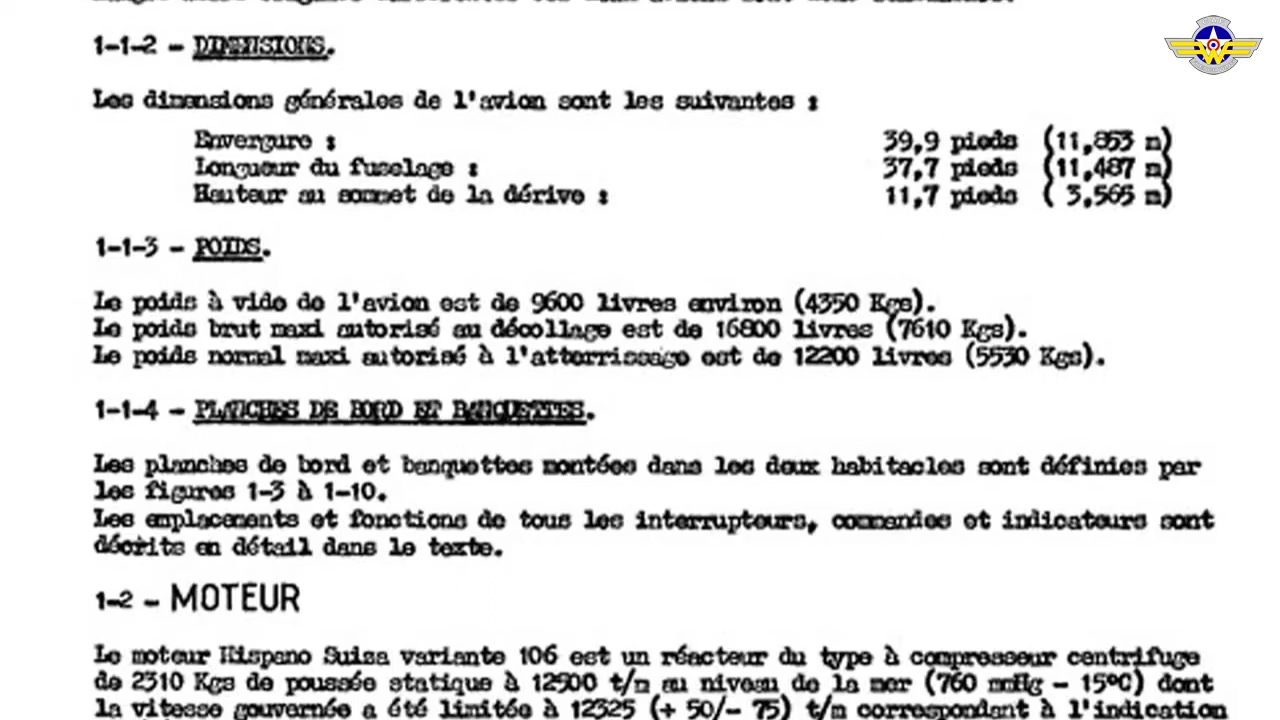 1-1-2 - DIMENSIONS.
Les dimensions générales de l'avion sont les suivantes :
Envergure : 39,9 pieds (11,853 m)
Longueur du fuselage : 37,7 pieds (11,487 m)
Hauteur au sommet de la dérive : 11,7 pieds ( 3,565 m)
1-1-3 - POIDS.
Le poids à vide de l'avion est de 9600 livres environ (4350 Kgs).
Le poids brut maxi autorisé au décollage est de 16800 livres (7610 Kgs).
Le poids normal maxi autorisé à l'atterrissage est de 12200 livres (5530 Kgs).
1-1-4 - PLANCHES DE BORD ET BANQUETTES.
Les planches de bord et banquettes montées dans les deux habitacles sont définies par
les figures 1-3 à 1-10.
Les emplacements et fonctions de tous les interrupteurs, commandes et indicateurs sont
décrits en détail dans le texte.
1-2 - MOTEUR
Le moteur Hispano Suiza variante 106 est un réacteur du type à compresseur centrifuge
de 2310 Kgs de poussée statique à 12500 t/m au niveau de la mer (760 mmHg - 15°C) dont
la vitesse gouvernée a été limitée à 12325 (+ 50/- 75) t/m correspondant à l'indication